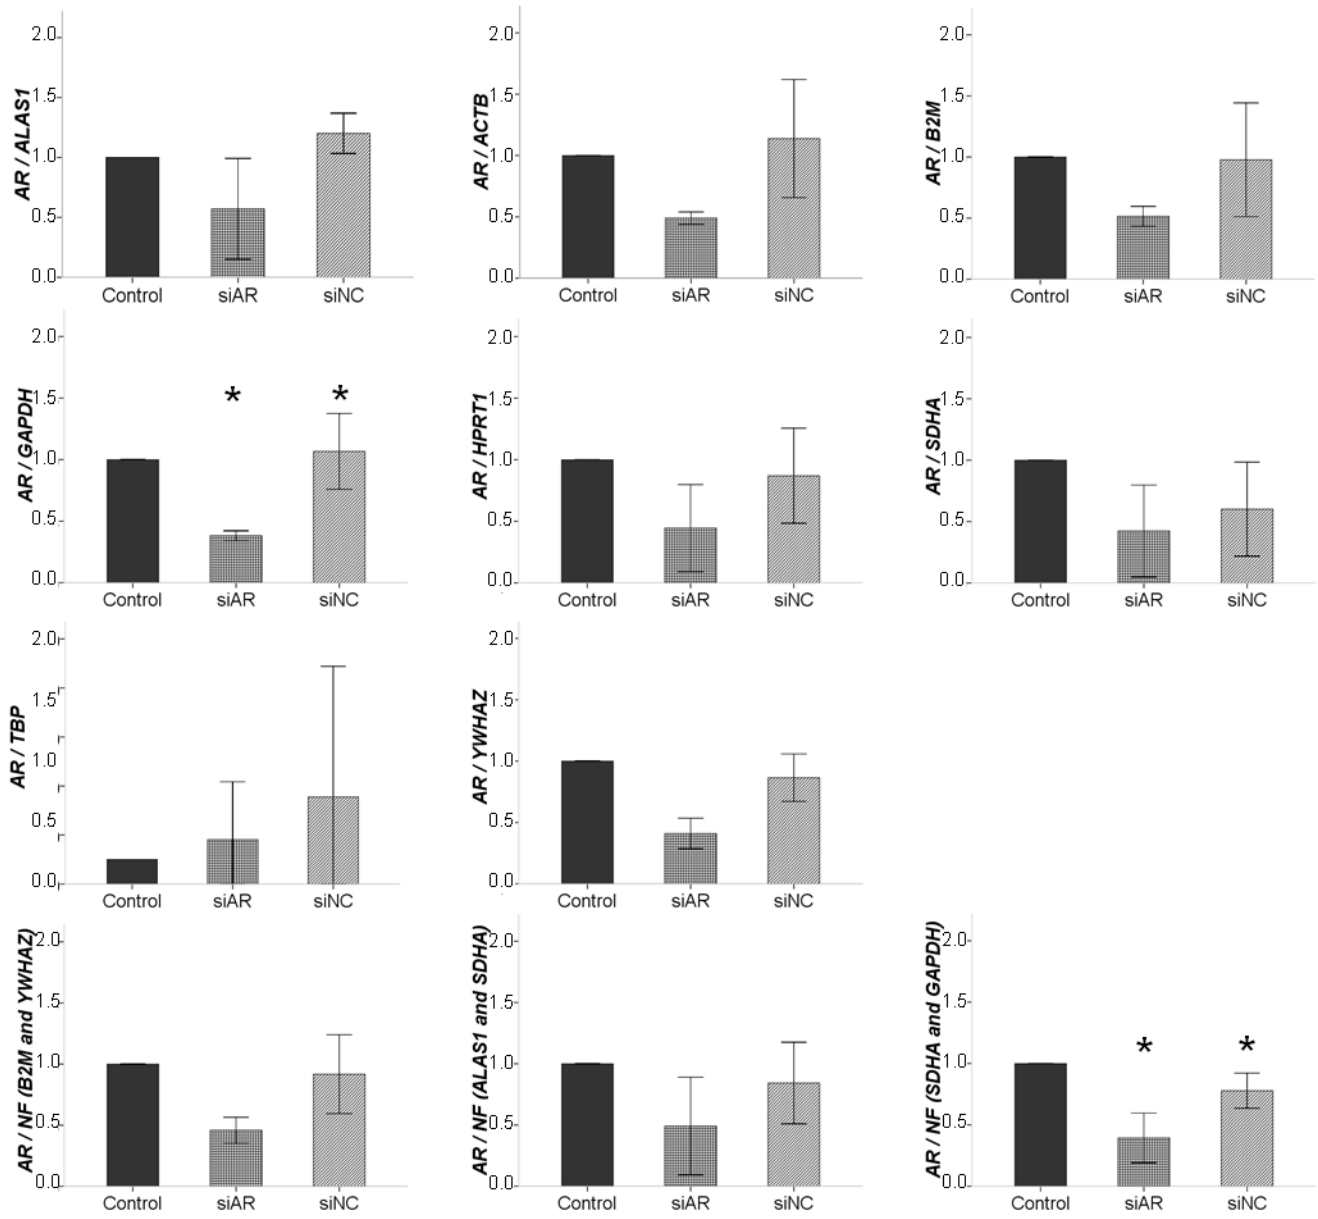 AR / ALAS1
2.0
1.5
1.0
0.5
0.0
Control siAR siNC
AR / ACTB
2.0
1.5
1.0
0.5
0.0
Control siAR siNC
AR / B2M
2.0
1.5
1.0
0.5
0.0
Control siAR siNC
AR / GAPDH
2.0
1.5
1.0
0.5
0.0
* *
Control siAR siNC
AR / HPRT1
2.0
1.5
1.0
0.5
0.0
Control siAR siNC
AR / SDHA
2.0
1.5
1.0
0.5
0.0
Control siAR siNC
AR / TBP
2.0
1.5
1.0
0.5
0.0
Control siAR siNC
AR / YWHAZ
2.0
1.5
1.0
0.5
0.0
Control siAR siNC
AR / NF (B2M and YWHAZ)
2.0
1.5
1.0
0.5
0.0
Control siAR siNC
AR / NF (ALAS1 and SDHA)
2.0
1.5
1.0
0.5
0.0
Control siAR siNC
AR / NF (SDHA and GAPDH)
2.0
1.5
1.0
0.5
0.0
* *
Control siAR siNC